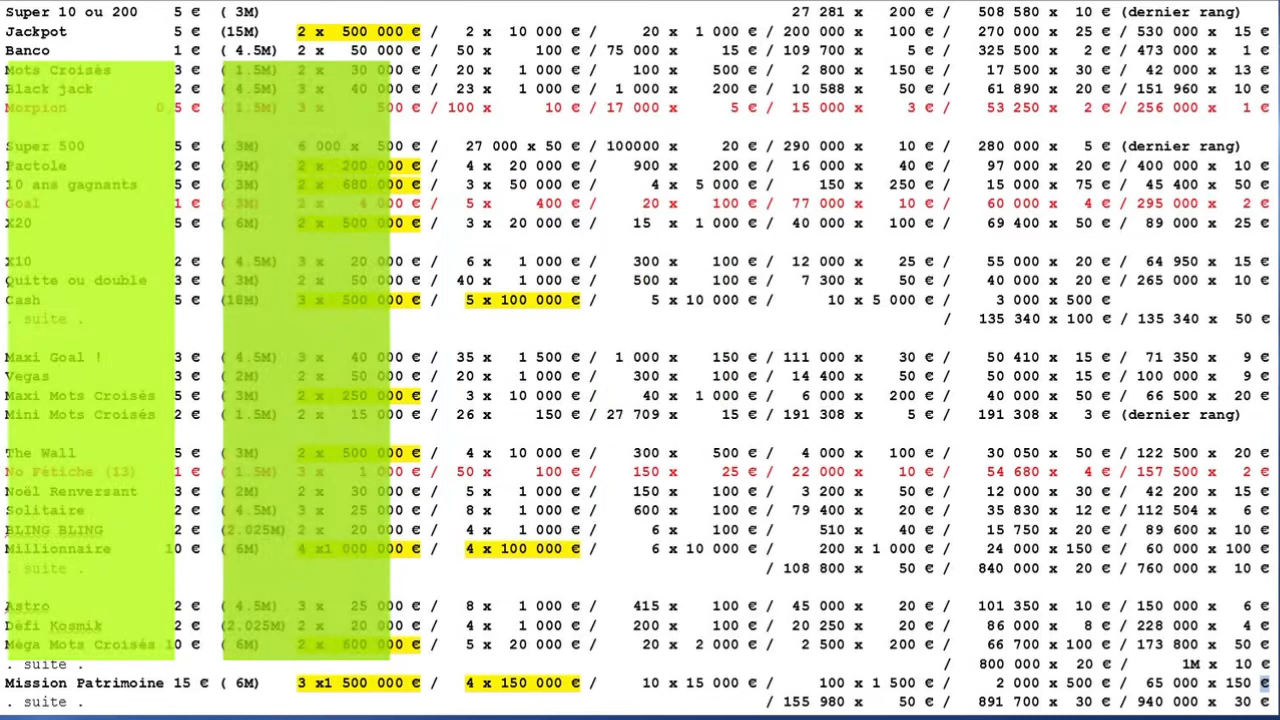 Super 10 ou 200 5 € ( 3M) 27 281 x 200 € / 508 580 x 10 € (dernier rang)
Jackpot 5 € (15M) 2 x 500 000 € / 2 x 10 000 € / 20 x 1 000 € / 200 000 x 100 € / 270 000 x 25 € / 530 000 x 15 €
Banco 1 € ( 4.5M) 2 x 50 000 € / 50 x 100 € / 75 000 x 15 € / 109 700 x 5 € / 325 500 x 2 € / 473 000 x 1 €
Mots Croisés 3 € ( 1.5M) 2 x 30 000 € / 20 x 1 000 € / 100 x 500 € / 2 800 x 150 € / 17 500 x 30 € / 42 000 x 13 €
Black jack 2 € ( 4.5M) 3 x 40 000 € / 23 x 1 000 € / 1 000 x 200 € / 10 588 x 50 € / 61 890 x 20 € / 151 960 x 10 €
Morpion 0,5 € ( 1.5M) 3 x 500 € / 100 x 10 € / 17 000 x 5 € / 15 000 x 3 € / 53 250 x 2 € / 256 000 x 1 €
Super 500 5 € ( 3M) 6 000 x 500 € / 27 000 x 50 € / 100000 x 20 € / 290 000 x 10 € / 280 000 x 5 € (dernier rang)
Pactole 2 € ( 9M) 2 x 200 000 € / 4 x 20 000 € / 900 x 200 € / 16 000 x 40 € / 97 000 x 20 € / 400 000 x 10 €
10 ans gagnants 5 € ( 3M) 2 x 680 000 € / 3 x 50 000 € / 4 x 5 000 € / 150 x 250 € / 15 000 x 75 € / 45 400 x 50 €
Goal 1 € ( 3M) 2 x 4 000 € / 5 x 400 € / 20 x 100 € / 77 000 x 10 € / 60 000 x 4 € / 295 000 x 2 €
X20 5 € ( 6M) 2 x 500 000 € / 3 x 20 000 € / 15 x 1 000 € / 40 000 x 100 € / 69 400 x 50 € / 89 000 x 25 €
X10 2 € ( 4.5M) 3 x 20 000 € / 6 x 1 000 € / 300 x 100 € / 12 000 x 25 € / 55 000 x 20 € / 64 950 x 15 €
Quitte ou double 3 € ( 3M) 2 x 50 000 € / 40 x 1 000 € / 500 x 100 € / 7 300 x 50 € / 40 000 x 20 € / 265 000 x 10 €
Cash 5 € (18M) 3 x 500 000 € / 5 x 100 000 € / 5 x 10 000 € / 10 x 5 000 € / 3 000 x 500 €
. suite . / 135 340 x 100 € / 135 340 x 50 €
Maxi Goal ! 3 € ( 4.5M) 3 x 40 000 € / 35 x 1 500 € / 1 000 x 150 € / 111 000 x 30 € / 50 410 x 15 € / 71 350 x 9 €
Vegas 3 € ( 2M) 2 x 50 000 € / 20 x 1 000 € / 300 x 100 € / 14 400 x 50 € / 50 000 x 15 € / 100 000 x 9 €
Maxi Mots Croisés 5 € ( 3M) 2 x 250 000 € / 3 x 10 000 € / 40 x 1 000 € / 6 000 x 200 € / 40 000 x 50 € / 66 500 x 20 €
Mini Mots Croisés 2 € ( 1.5M) 2 x 15 000 € / 26 x 150 € / 27 709 x 15 € / 191 308 x 5 € / 191 308 x 3 € (dernier rang)
The Wall 5 € ( 3M) 2 x 500 000 € / 4 x 10 000 € / 300 x 500 € / 4 000 x 100 € / 30 050 x 50 € / 122 500 x 20 €
No Fétiche (13) 1 € ( 1.5M) 3 x 1 000 € / 50 x 100 € / 150 x 25 € / 22 000 x 10 € / 54 680 x 4 € / 157 500 x 2 €
Noël Renversant 3 € ( 2M) 2 x 30 000 € / 5 x 1 000 € / 150 x 100 € / 3 200 x 50 € / 12 000 x 30 € / 42 200 x 15 €
Solitaire 2 € ( 4.5M) 3 x 25 000 € / 8 x 1 000 € / 600 x 100 € / 79 400 x 20 € / 35 830 x 12 € / 112 504 x 6 €
BLING BLING 2 € (2.025M) 2 x 20 000 € / 4 x 1 000 € / 6 x 100 € / 510 x 40 € / 15 750 x 20 € / 89 600 x 10 €
Millionnaire 10 € ( 6M) 4 x1 000 000 € / 4 x 100 000 € / 6 x 10 000 € / 200 x 1 000 € / 24 000 x 150 € / 60 000 x 100 €
. suite . / 108 800 x 50 € / 840 000 x 20 € / 760 000 x 10 €
Astro 2 € ( 4.5M) 3 x 25 000 € / 8 x 1 000 € / 415 x 100 € / 45 000 x 20 € / 101 350 x 10 € / 150 000 x 6 €
Défi Kosmik 2 € (2.025M) 2 x 20 000 € / 4 x 1 000 € / 200 x 100 € / 20 250 x 20 € / 86 000 x 8 € / 228 000 x 4 €
Méga Mots Croisés 10 € ( 6M) 2 x 600 000 € / 5 x 20 000 € / 20 x 2 000 € / 2 500 x 200 € / 66 700 x 100 € / 173 800 x 50 €
. suite . / 800 000 x 20 € / 1M x 10 €
Mission Patrimoine 15 € ( 6M) 3 x1 500 000 € / 4 x 150 000 € / 10 x 15 000 € / 100 x 1 500 € / 2 000 x 500 € / 65 000 x 150 €
. suite . / 155 980 x 50 € / 891 700 x 30 € / 940 000 x 30 €